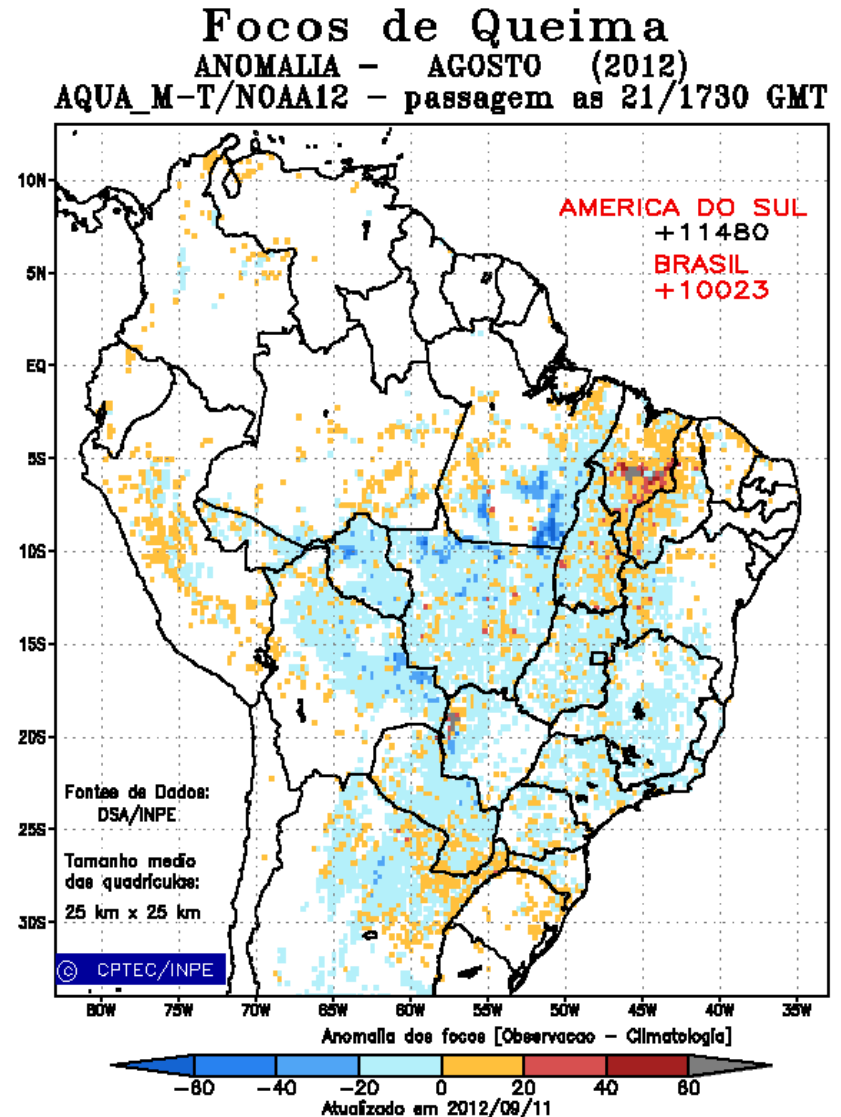 Focos de Queima
ANOMALIA - AGOSTO (2012)
AQUA_M-T/NOAA12 - passagem as 21/1730 GMT
AMERICA DO SUL
+11480
BRASIL
+10023
10N
5N
EQ
5S
10S
15S
20S
25S
30S
Fontes de Dados:
DSA/INPE
Tamanho medio
das quadriculas:
25 km x 25 km
© CPTEC/INPE
80W 75W 70W 65W 60W 55W 50W 45W 40W 35W
Anomalia dos focos [Observacao - Climatologia]
-60 -40 -20 0 20 40 60
Atualizado em 2012/09/11